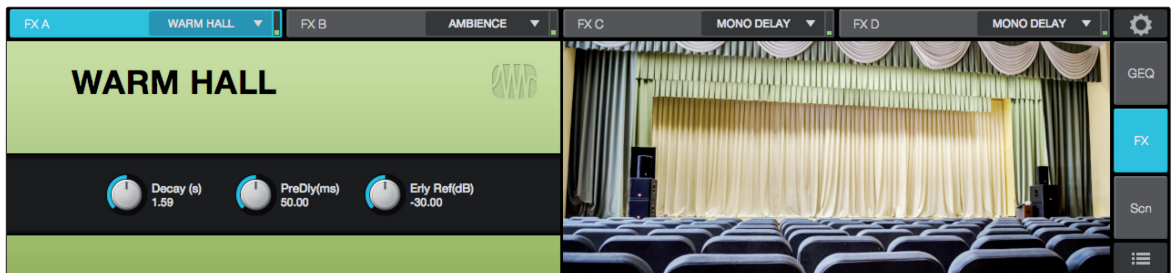 FX A WARM HALL FX B AMBIENCE FX C MONO DELAY FX D MONO DELAY
WARM HALL
GEQ
FX
Decay (s)
1.59
PreDly(ms)
50.00
Erly Ref(dB)
-30.00
Scn